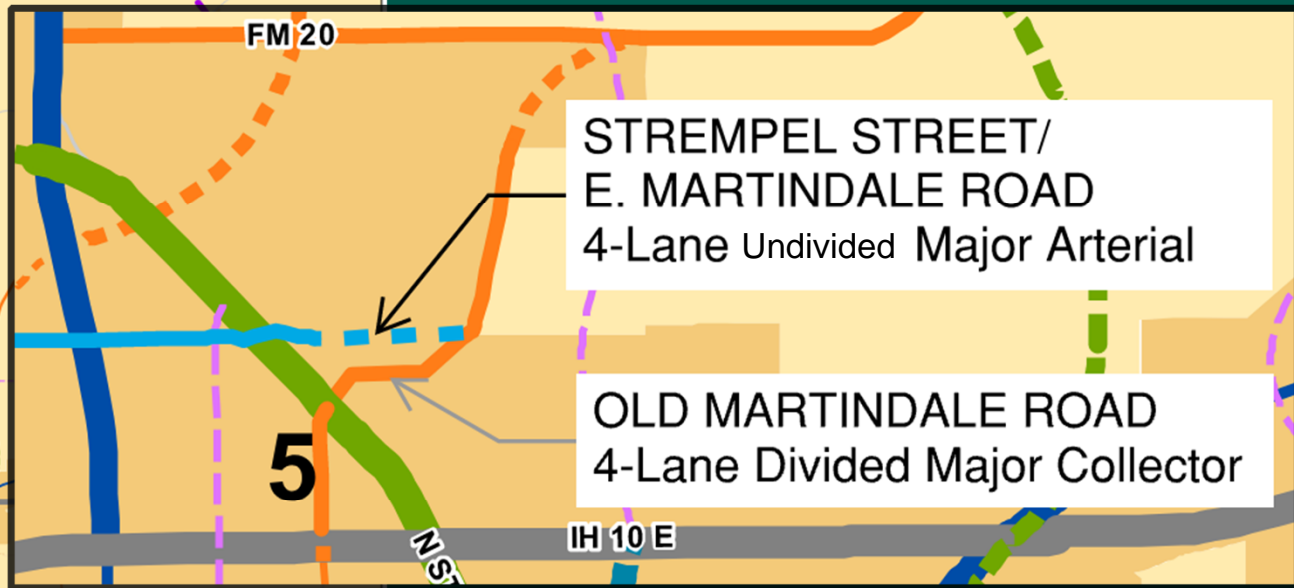 FM 20
STREMPEL STREET/
E. MARTINDALE ROAD
4-Lane Undivided Major Arterial
OLD MARTINDALE ROAD
4-Lane Divided Major Collector
5
IH 10 E
N ST